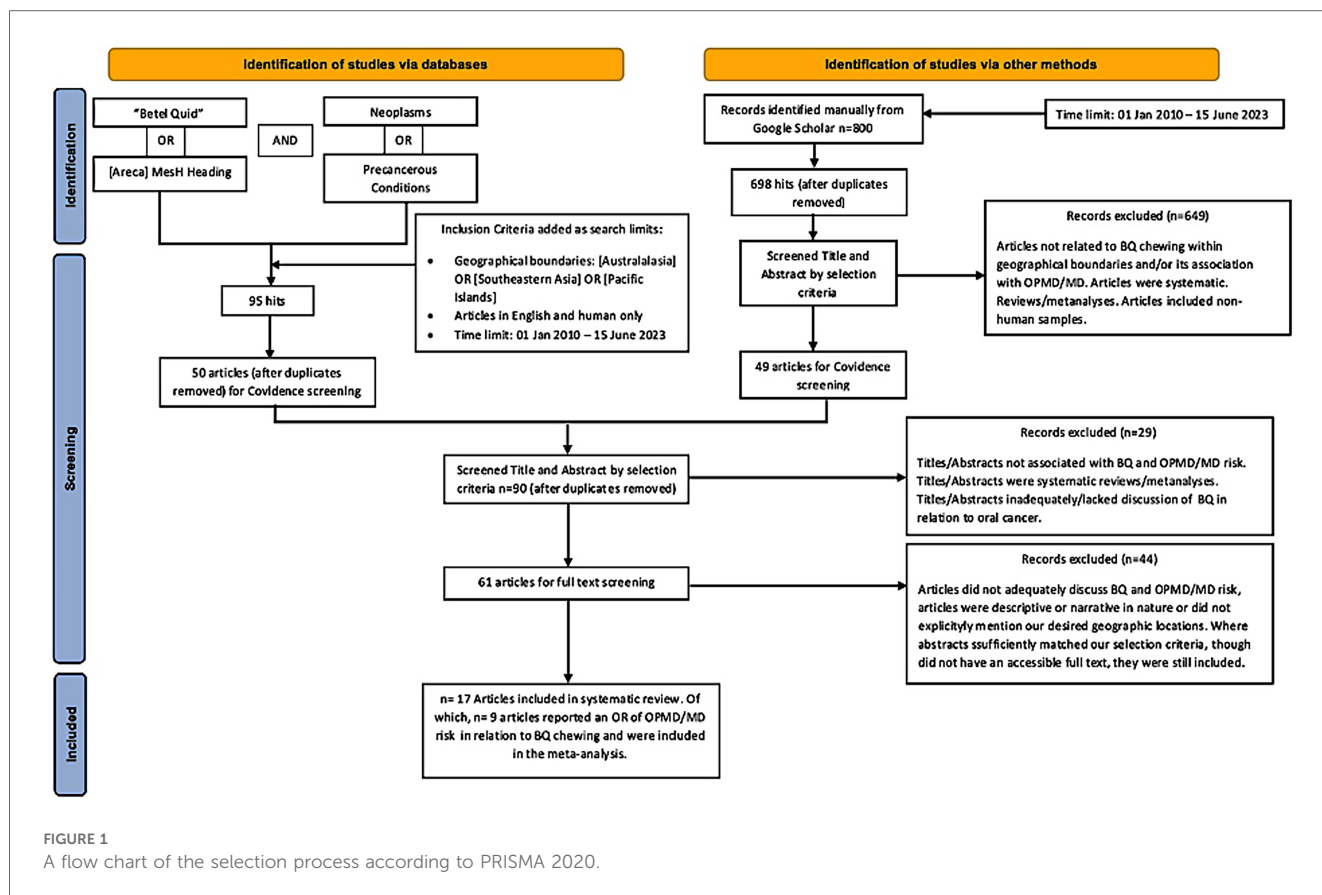 Identification of studies via databases
Identification of studies via other methods
Identification
"Betel Quid"
OR
[Areca] MesH Heading
AND
Neoplasms
OR
Precancerous
Conditions
Records identified manually from
Google Scholar n=800
Time limit: 01 Jan 2010 – 15 June 2023
698 hits (after duplicates
removed)
Records excluded (n=649)
Articles not related to BQ chewing within
geographical boundaries and/or its association
with OPMD/MD. Articles were systematic.
Reviews/metanalyses. Articles included non-
human samples.
Screened Title and
Abstract by selection
criteria
Inclusion Criteria added as search limits:
• Geographical boundaries: [Australalasia]
OR [Southeastern Asia] OR [Pacific
Islands]
• Articles in English and human only
• Time limit: 01 Jan 2010 – 15 June 2023
Screening
95 hits
50 articles (after duplicates
removed) for Covidence screening
49 articles for Covidence
screening
Screened Title and Abstract by selection
criteria n=90 (after duplicates removed)
Records excluded (n=29)
Titles/Abstracts not associated with BQ and OPMD/MD risk.
Titles/Abstracts were systematic reviews/metanalyses.
Titles/Abstracts inadequately/lacked discussion of BQ in
relation to oral cancer.
61 articles for full text screening
Records excluded (n=44)
Articles did not adequately discuss BQ and OPMD/MD risk,
articles were descriptive or narrative in nature or did not
explicityly mention our desired geographic locations. Where
abstracts ssufficiently matched our selection criteria, though
did not have an accessible full text, they were still included.
Included
n= 17 Articles included in systematic review. Of
which, n= 9 articles reported an OR of OPMD/MD
risk in relation to BQ chewing and were included
in the meta-analysis.
FIGURE 1
A flow chart of the selection process according to PRISMA 2020.